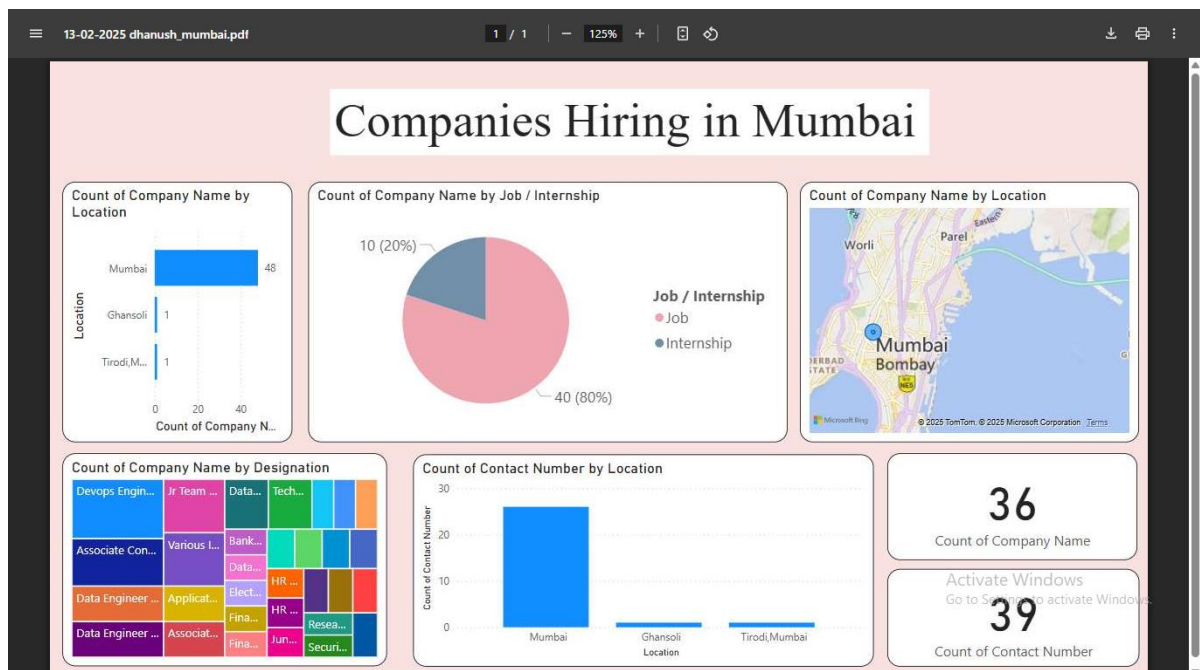 13-02-2025 dhanush_mumbai.pdf
1 / 1
125%
Companies Hiring in Mumbai
Count of Company Name by
Location
Location
Mumbai
48
Ghansoli
1
Tirodi,M...
1
0 20 40
Count of Company N...
Count of Company Name by Job / Internship
10 (20%)
40 (80%)
Job / Internship
Job
Internship
Count of Company Name by Location
Worli
Parel
Eastern
Mumbai
Bombay
ERBAD
STATE
NE5
Microsoft Bing
© 2025 TomTom, © 2025 Microsoft Corporation Terms
Count of Company Name by Designation
Devops Engin...
Jr Team ...
Data...
Tech...
Associate Con...
Various I...
Bank...
Data...
Data Engineer ...
Applicat...
Elect...
HR ...
Fina...
HR ...
Resea...
Data Engineer ...
Associat...
Fina...
Jun...
Securi...
Count of Contact Number by Location
Count of Contact Number
30
20
10
0
Mumbai Ghansoli Tirodi,Mumbai
Location
36
Count of Company Name
Activate Windows
Go to Settings to activate Windows.
39
Count of Contact Number